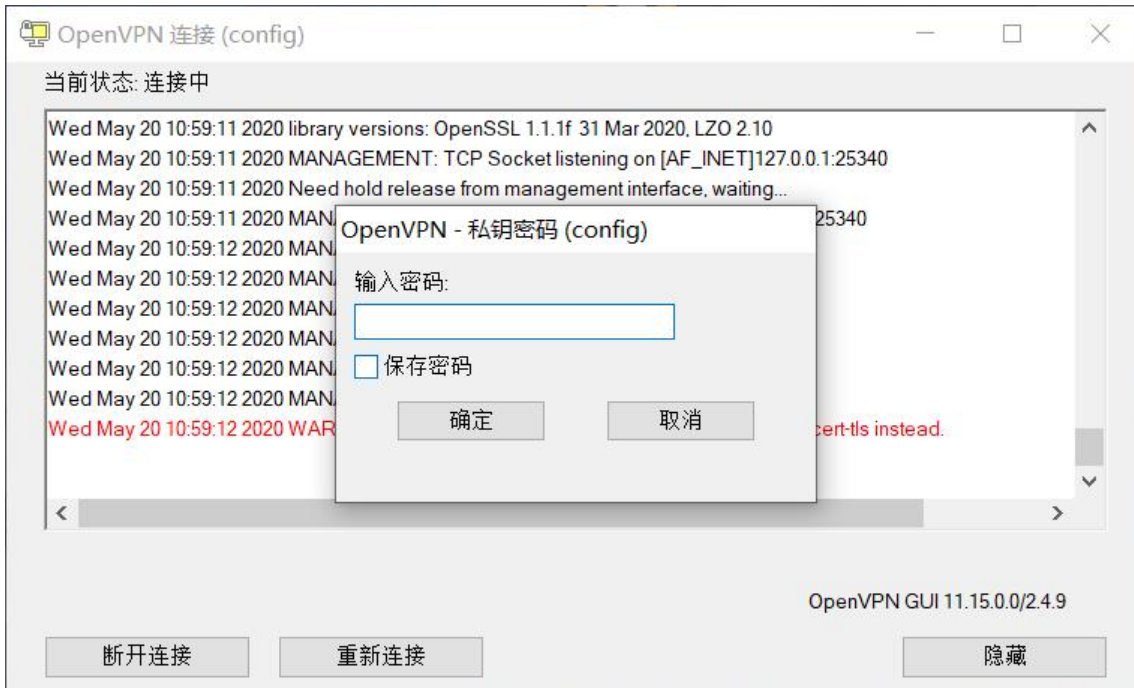 OpenVPN 连接 (config)
当前状态: 连接中
Wed May 20 10:59:11 2020 library versions: OpenSSL 1.1.1f 31 Mar 2020, LZO 2.10
Wed May 20 10:59:11 2020 MANAGEMENT: TCP Socket listening on [AF_INET]127.0.0.1:25340
Wed May 20 10:59:11 2020 Need hold release from management interface, waiting...
Wed May 20 10:59:11 2020 MAN 25340
Wed May 20 10:59:12 2020 MAN
Wed May 20 10:59:12 2020 MAN
Wed May 20 10:59:12 2020 MAN
Wed May 20 10:59:12 2020 MAN
Wed May 20 10:59:12 2020 MAN
Wed May 20 10:59:12 2020 MAN
Wed May 20 10:59:12 2020 WAR cert-tls instead.
OpenVPN - 私钥密码 (config)
输入密码:
保存密码
确定 取消
OpenVPN GUI 11.15.0.0/2.4.9
断开连接 重新连接 隐藏